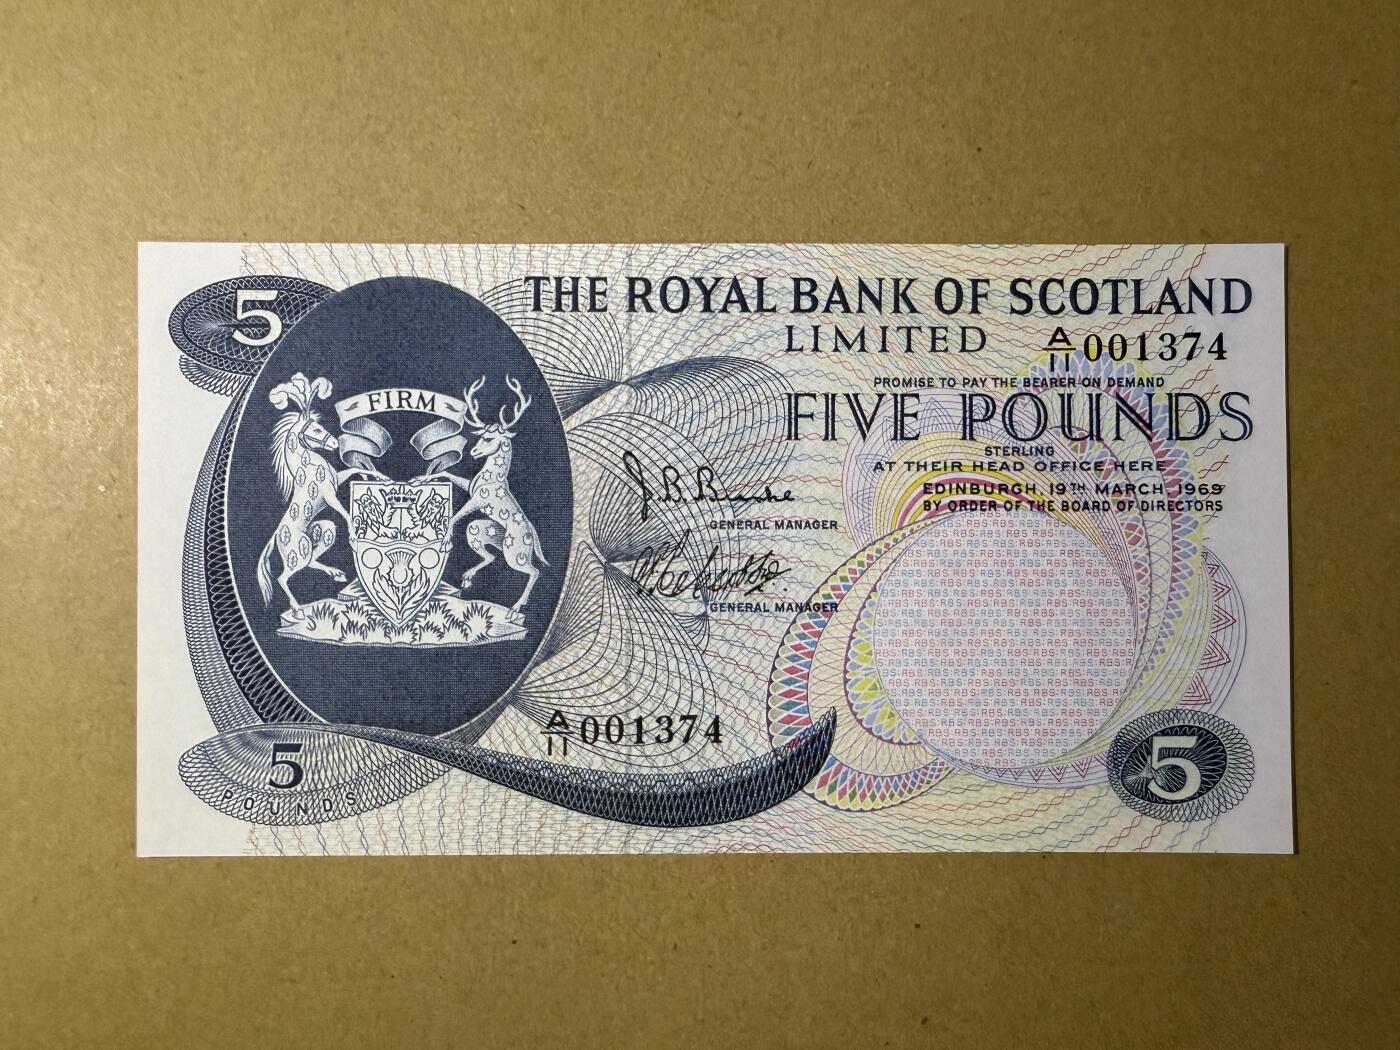 5
THE ROYAL BANK OF SCOTLAND
LIMITED
A/11 001374
PROMISE TO PAY THE BEARER ON DEMAND
FIVE POUNDS
STERLING
AT THEIR HEAD OFFICE HERE
EDINBURGH, 19TH MARCH, 1969
BY ORDER OF THE BOARD OF DIRECTORS
FIRM
J. B. Burke
GENERAL MANAGER
GENERAL MANAGER
A/11 001374
5
POUNDS
5